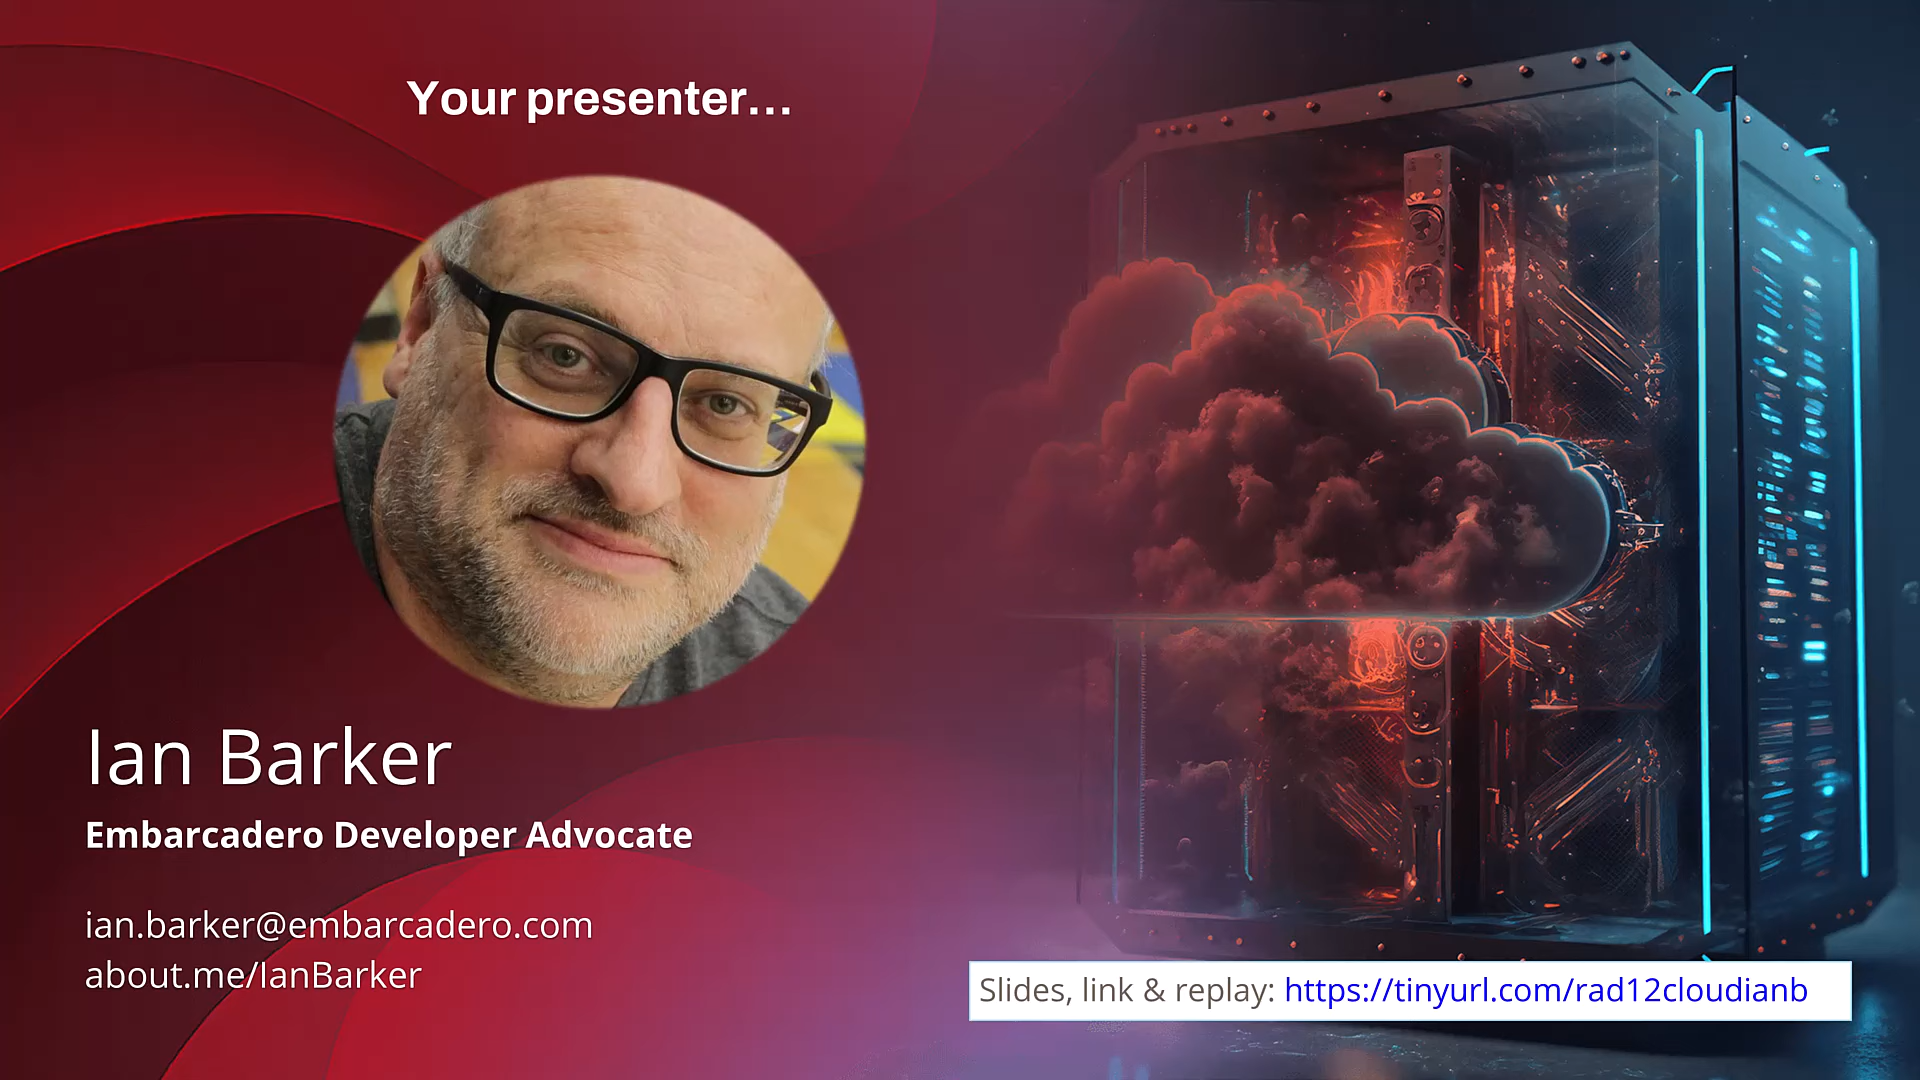 Your presenter...
Ian Barker
Embarcadero Developer Advocate
ian.barker@embarcadero.com
about.me/IanBarker
Slides, link & replay: https://tinyurl.com/rad12cloudianb